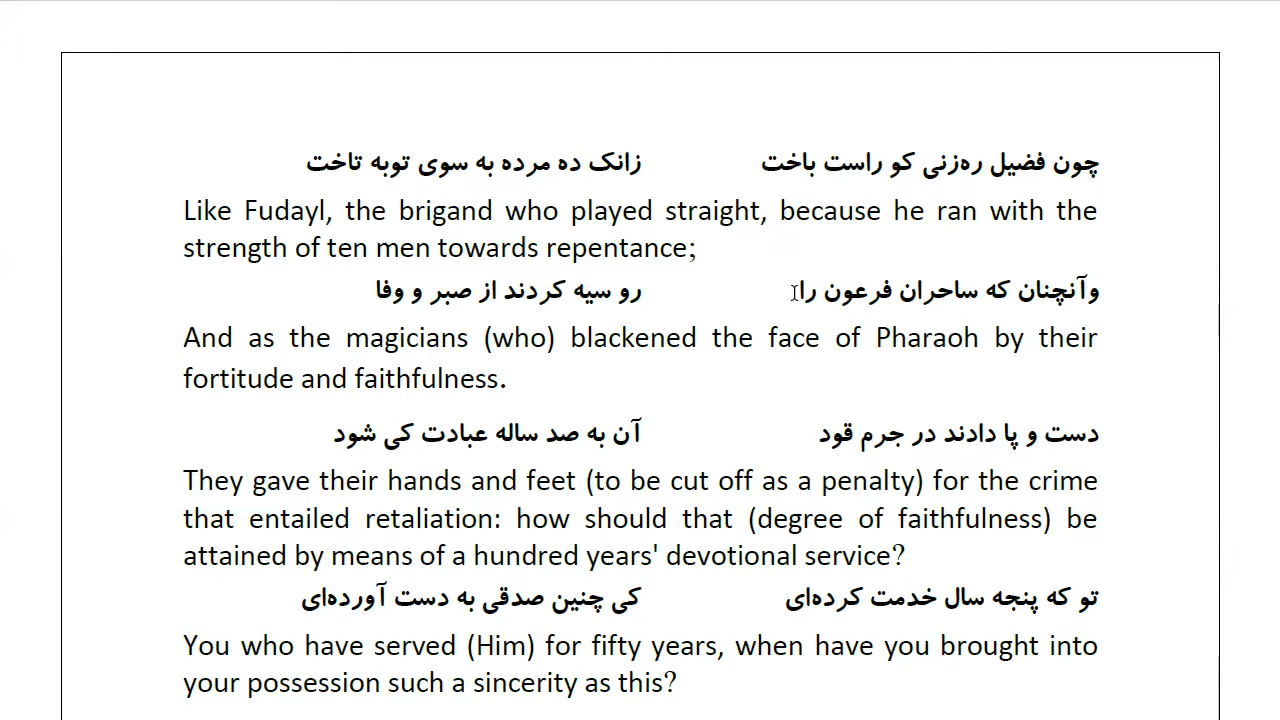 چون فضیل ره‌زنی کو راست باخت زانک ده مرده به سوی توبه تاخت
Like Fudayl, the brigand who played straight, because he ran with the
strength of ten men towards repentance;
وآنچنان که ساحران فرعون را رو سیه کردند از صبر و وفا
And as the magicians (who) blackened the face of Pharaoh by their
fortitude and faithfulness.
دست و پا دادند در جرم قود آن به صد ساله عبادت کی شود
They gave their hands and feet (to be cut off as a penalty) for the crime
that entailed retaliation: how should that (degree of faithfulness) be
attained by means of a hundred years' devotional service?
تو که پنجه سال خدمت کرده‌ای کی چنین صدقی به دست آورده‌ای
You who have served (Him) for fifty years, when have you brought into
your possession such a sincerity as this?